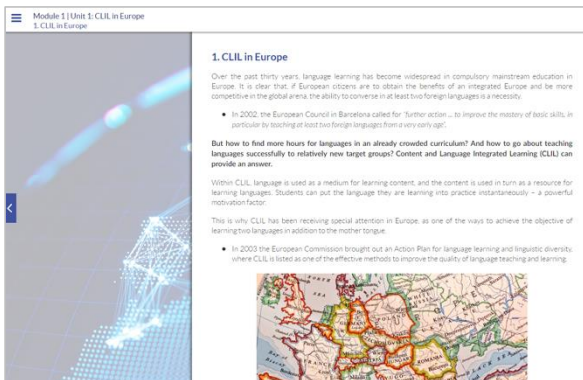 Module 1 | Unit 1: CLIL in Europe
1. CLIL in Europe
1. CLIL in Europe
Over the past thirty years, language learning has become widespread in compulsory mainstream education in
Europe. It is clear that, if European citizens are to obtain the benefits of an integrated Europe and be more
competitive in the global arena, the ability to converse in at least two foreign languages is a necessity.
• In 2002, the European Council in Barcelona called for "further action ... to improve the mastery of basic skills, in
particular by teaching at least two foreign languages from a very early age".
But how to find more hours for languages in an already crowded curriculum? And how to go about teaching
languages successfully to relatively new target groups? Content and Language Integrated Learning (CLIL) can
provide an answer.
Within CLIL, language is used as a medium for learning content, and the content is used in turn as a resource for
learning languages. Students can put the language they are learning into practice instantaneously – a powerful
motivation factor.
This is why CLIL has been receiving special attention in Europe, as one of the ways to achieve the objective of
learning two languages in addition to the mother tongue.
• In 2003 the European Commission brought out an Action Plan for language learning and linguistic diversity,
where CLIL is listed as one of the effective methods to improve the quality of language teaching and learning.
GERMANY
POLAND
FRANCE
ROMANIA
BLACK SEA